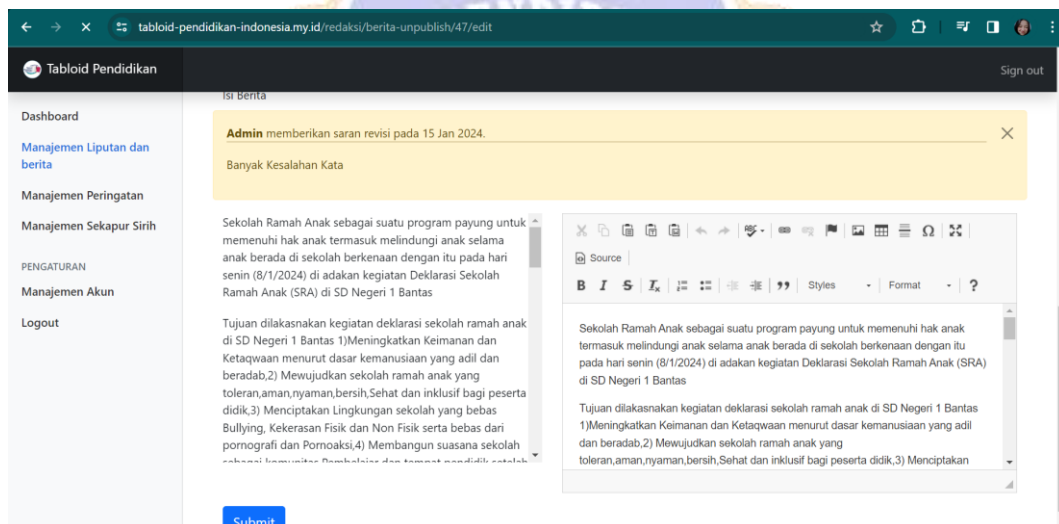 tabloid-pendidikan-indonesia.my.id/redaksi/berita-unpublish/47/edit
Tabloid Pendidikan
Sign out
Dashboard
Manajemen Liputan dan
berita
Manajemen Peringatan
Manajemen Sekapur Sirih
PENGATURAN
Manajemen Akun
Logout
Isi Berita
Admin memberikan saran revisi pada 15 Jan 2024.
Banyak Kesalahan Kata
Sekolah Ramah Anak sebagai suatu program payung untuk
memenuhi hak anak termasuk melindungi anak selama
anak berada di sekolah berkenaan dengan itu pada hari
senin (8/1/2024) di adakan kegiatan Deklarasi Sekolah
Ramah Anak (SRA) di SD Negeri 1 Bantas
Tujuan dilakasnakan kegiatan deklarasi sekolah ramah anak
di SD Negeri 1 Bantas 1)Meningkatkan Keimanan dan
Ketaqwaan menurut dasar kemanusiaan yang adil dan
beradab,2) Mewujudkan sekolah ramah anak yang
toleran,aman,nyaman,bersih,Sehat dan inklusif bagi peserta
didik,3) Menciptakan Lingkungan sekolah yang bebas
Bullying, Kekerasan Fisik dan Non Fisik serta bebas dari
pornografi dan Pornoaksi,4) Membangun suasana sekolah
sebagai komunitas Pembelajar dan tempat pendidik setelah
Source
B I S Ix Styles Format ?
Sekolah Ramah Anak sebagai suatu program payung untuk memenuhi hak anak
termasuk melindungi anak selama anak berada di sekolah berkenaan dengan itu
pada hari senin (8/1/2024) di adakan kegiatan Deklarasi Sekolah Ramah Anak (SRA)
di SD Negeri 1 Bantas
Tujuan dilakasnakan kegiatan deklarasi sekolah ramah anak di SD Negeri 1 Bantas
1)Meningkatkan Keimanan dan Ketaqwaan menurut dasar kemanusiaan yang adil
dan beradab,2) Mewujudkan sekolah ramah anak yang
toleran,aman,nyaman,bersih,Sehat dan inklusif bagi peserta didik,3) Menciptakan
Submit